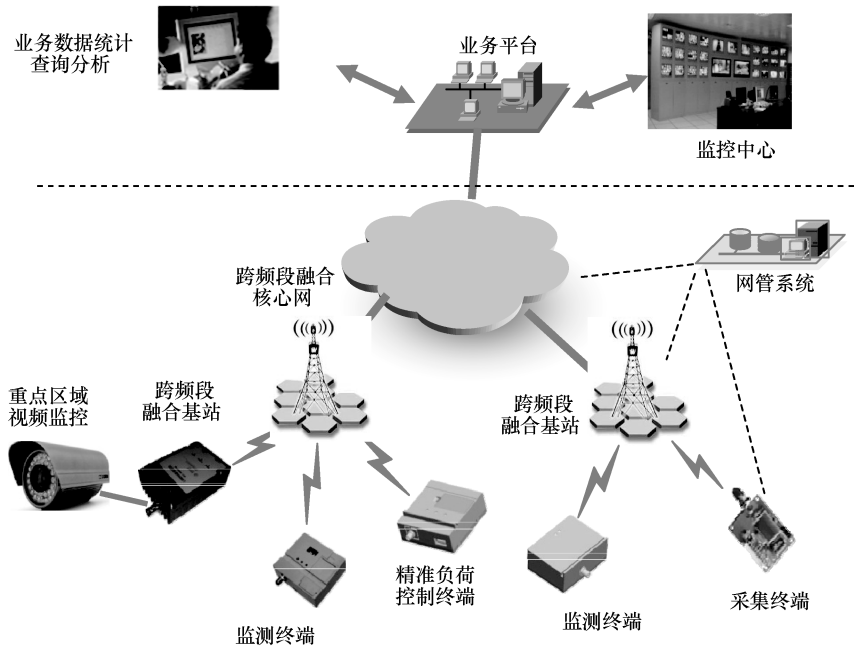 业务数据统计
查询分析
业务平台
监控中心
跨频段融合
核心网
网管系统
重点区域
视频监控
跨频段
融合基站
跨频段
融合基站
精准负荷
控制终端
监测终端
监测终端
采集终端